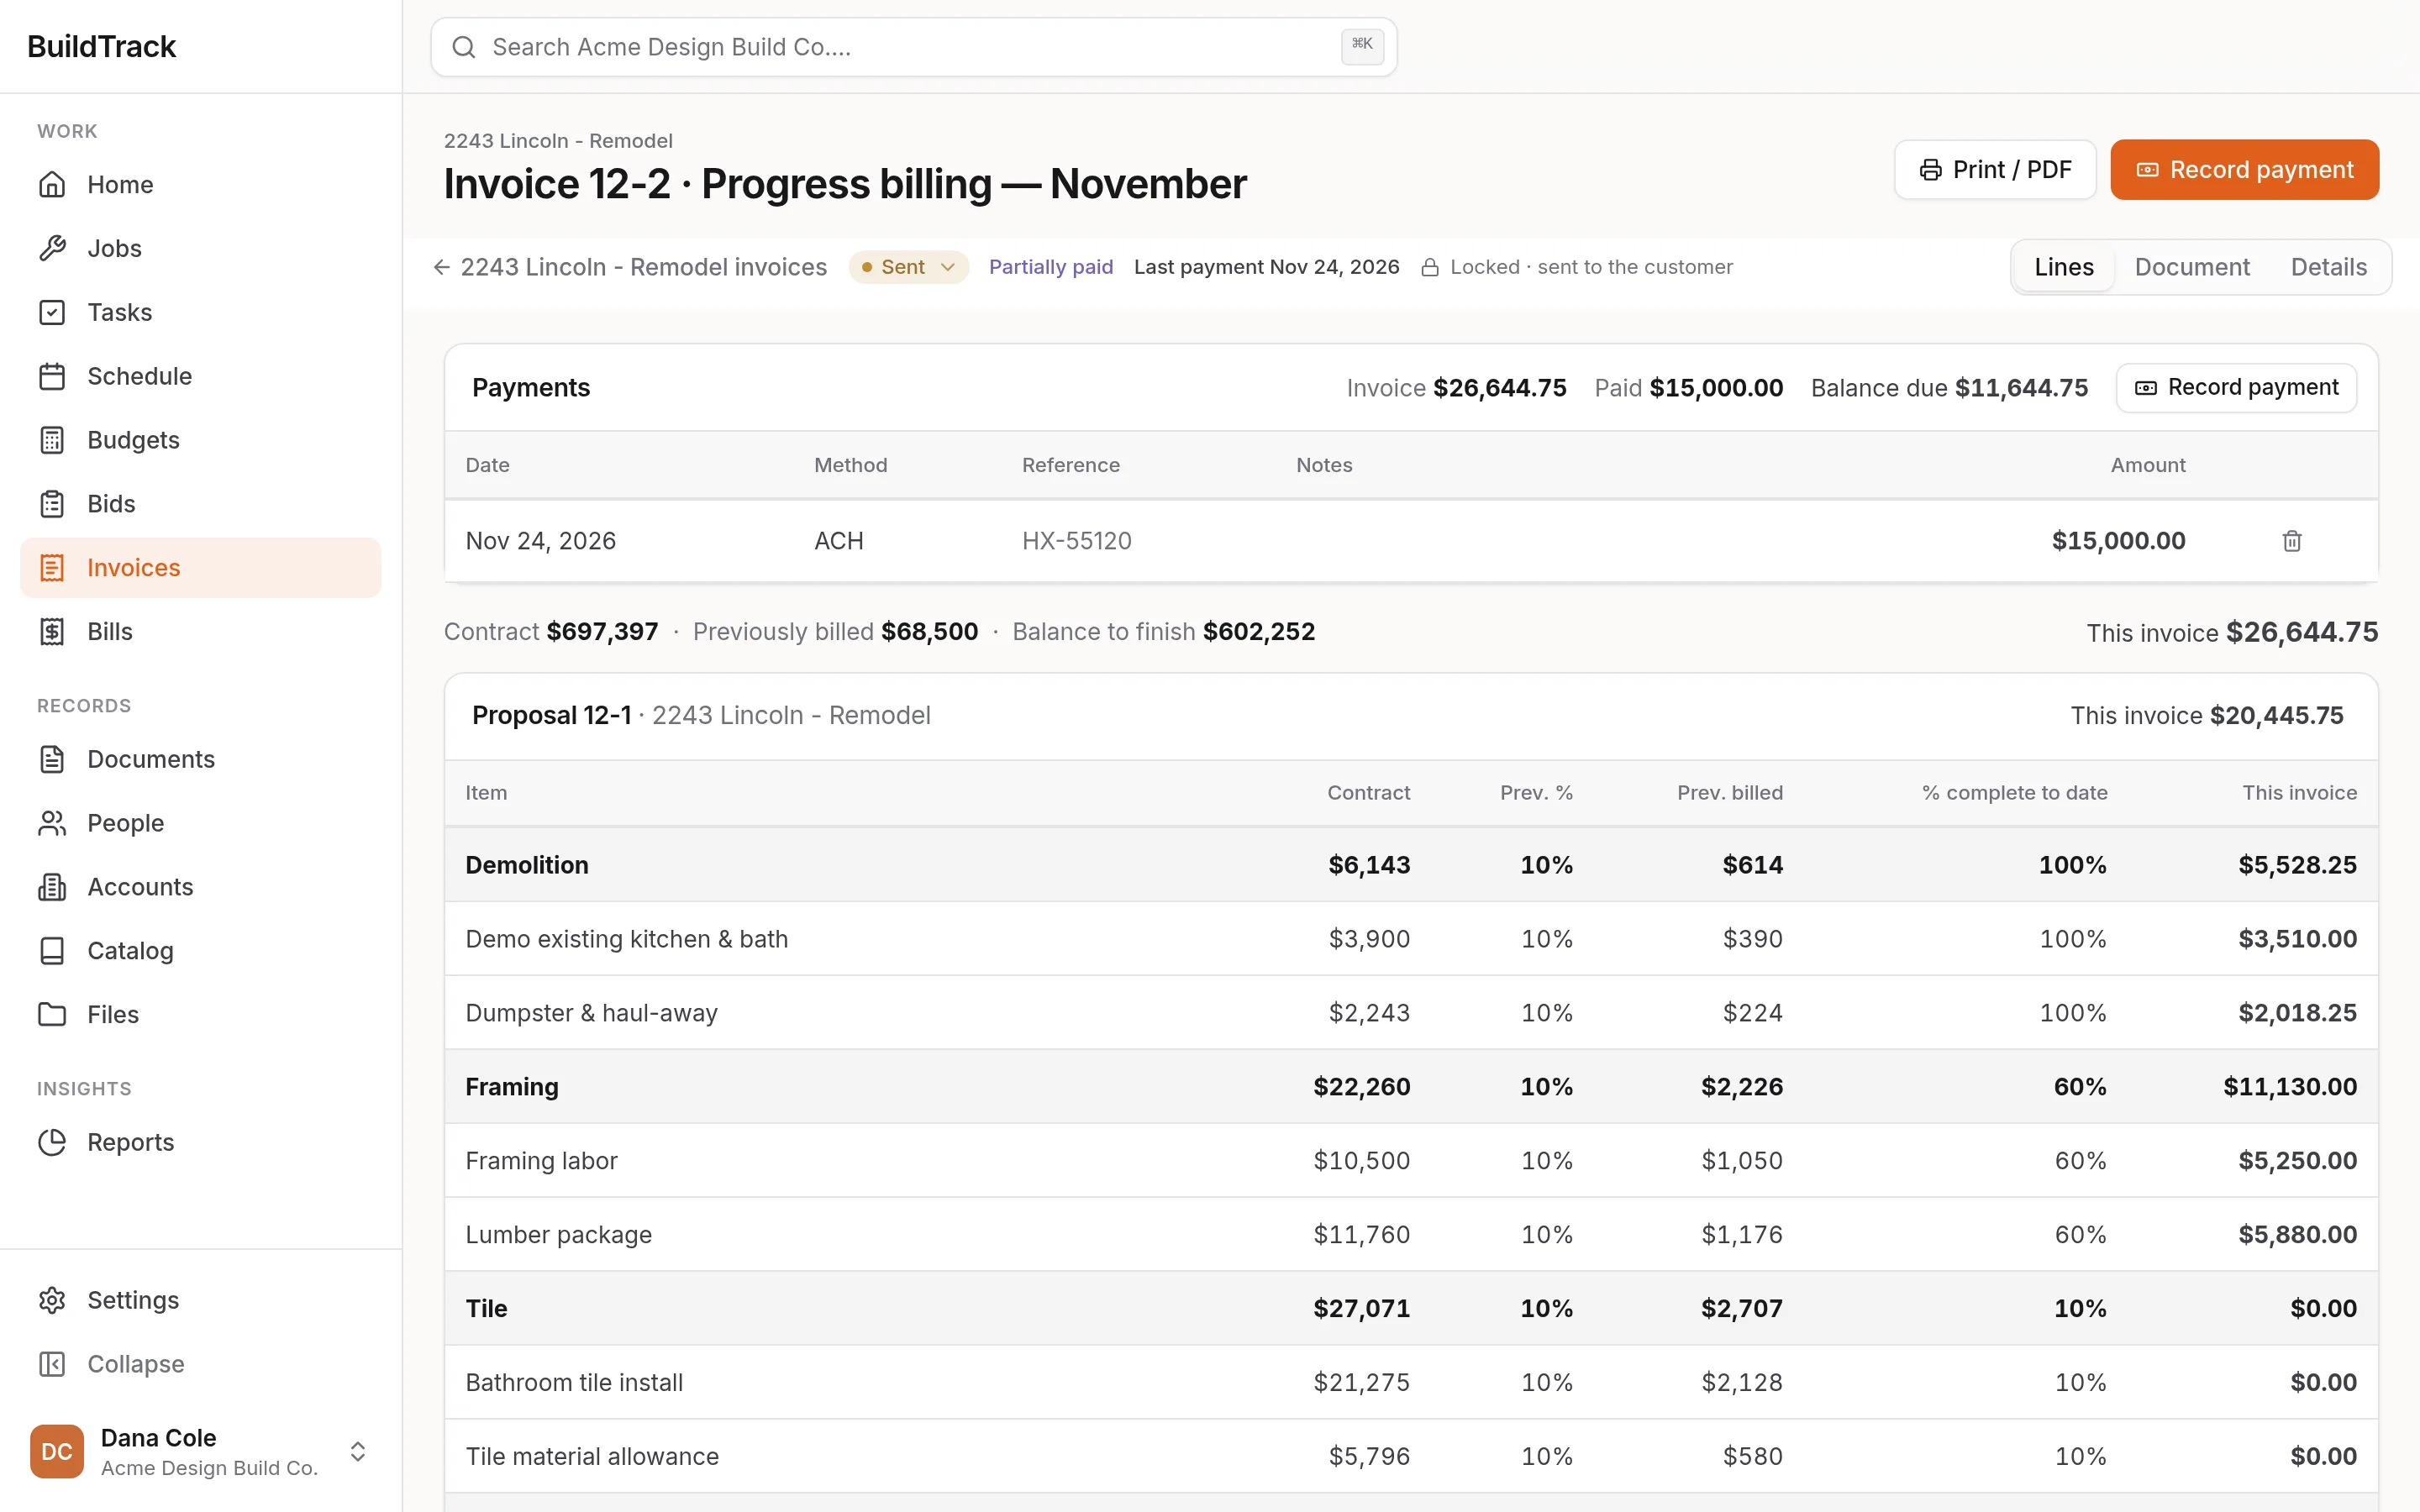 BuildTrack
Search Acme Design Build Co....
⌘K
WORK
Home
Jobs
Tasks
Schedule
Budgets
Bids
Invoices
Bills
RECORDS
Documents
People
Accounts
Catalog
Files
INSIGHTS
Reports
Settings
Collapse
DC
Dana Cole
Acme Design Build Co.
2243 Lincoln - Remodel
Invoice 12-2 · Progress billing — November
Print / PDF
Record payment
2243 Lincoln - Remodel invoices
Sent
Partially paid
Last payment Nov 24, 2026
Locked · sent to the customer
Lines
Document
Details
Payments
Invoice $26,644.75 Paid $15,000.00 Balance due $11,644.75
Record payment
Date Method Reference Notes Amount
Nov 24, 2026 ACH HX-55120 $15,000.00
Contract $697,397 · Previously billed $68,500 · Balance to finish $602,252
This invoice $26,644.75
Proposal 12-1 · 2243 Lincoln - Remodel
This invoice $20,445.75
Item Contract Prev. % Prev. billed % complete to date This invoice
Demolition $6,143 10% $614 100% $5,528.25
Demo existing kitchen & bath $3,900 10% $390 100% $3,510.00
Dumpster & haul-away $2,243 10% $224 100% $2,018.25
Framing $22,260 10% $2,226 60% $11,130.00
Framing labor $10,500 10% $1,050 60% $5,250.00
Lumber package $11,760 10% $1,176 60% $5,880.00
Tile $27,071 10% $2,707 10% $0.00
Bathroom tile install $21,275 10% $2,128 10% $0.00
Tile material allowance $5,796 10% $580 10% $0.00